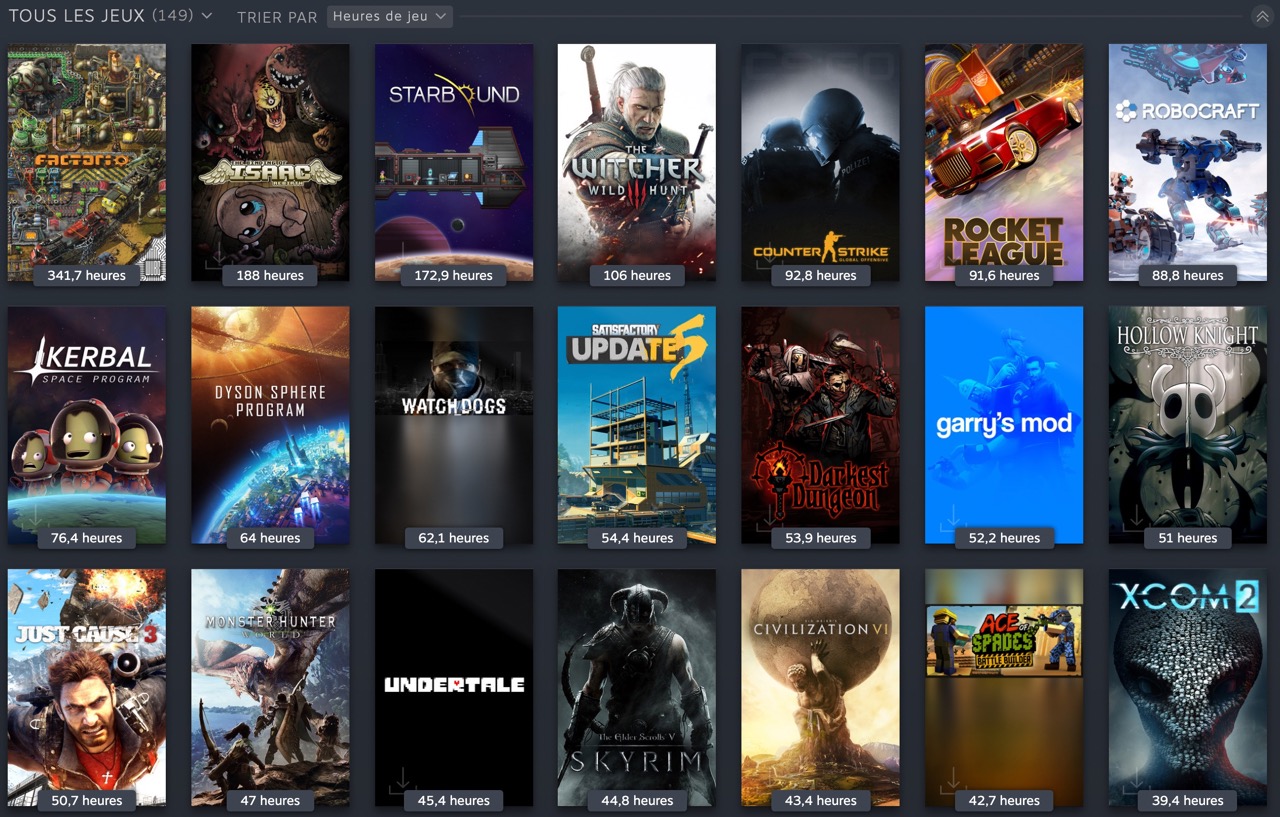 TOUS LES JEUX (149) TRIER PAR Heures de jeu
FACTORIO
THE BINDING OF
ISAAC
REBIRTH
STARBOUND
THE
WITCHER
WILD HUNT
CS:GO
POLIZEI
COUNTER STRIKE
GLOBAL OFFENSIVE
ROCKET
LEAGUE
ROBOCRAFT
341,7 heures
188 heures
172,9 heures
106 heures
92,8 heures
91,6 heures
88,8 heures
KERBAL
SPACE PROGRAM
DYSON SPHERE
PROGRAM
WATCH_DOGS
SATISFACTORY
UPDATE 5
Darkest
Dungeon
garry's mod
HOLLOW KNIGHT
76,4 heures
64 heures
62,1 heures
54,4 heures
53,9 heures
52,2 heures
51 heures
JUST CAUSE 3
MONSTER HUNTER
WORLD
UNDERTALE
The Elder Scrolls V
SKYRIM
SID MEIER'S
CIVILIZATION VI
ACE OF
SPADES
BATTLE BUILDER
XCOM 2
50,7 heures
47 heures
45,4 heures
44,8 heures
43,4 heures
42,7 heures
39,4 heures